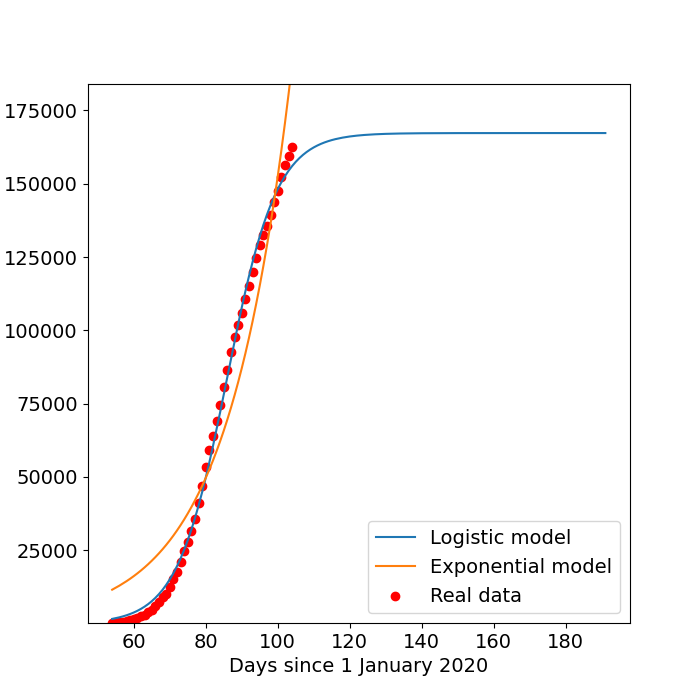 175000
150000
125000
100000
75000
50000
25000
Logistic model
Exponential model
Real data
60 80 100 120 140 160 180
Days since 1 January 2020